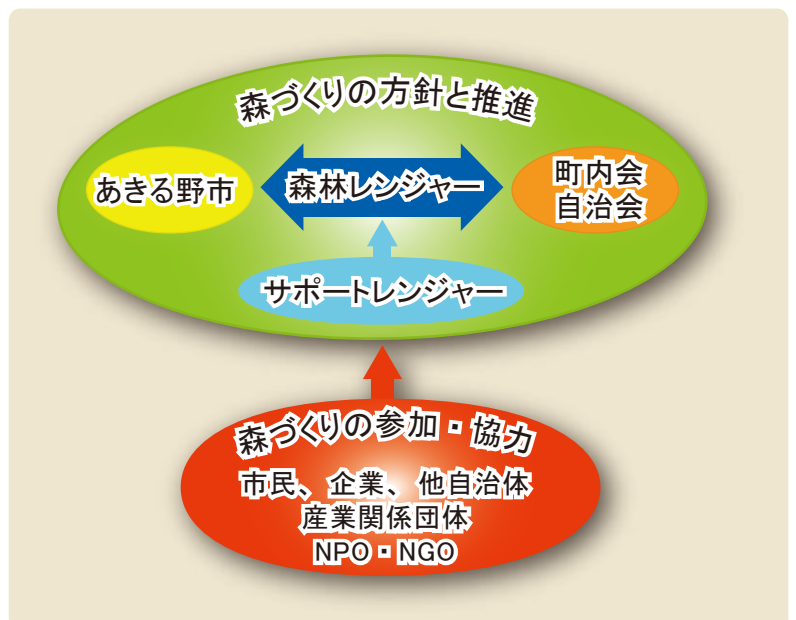 森づくりの方針と推進
あきる野市
森林レンジャー
町内会
自治会
サポートレンジャー
森づくりの参加・協力
市民、企業、他自治体
産業関係団体
NPO・NGO